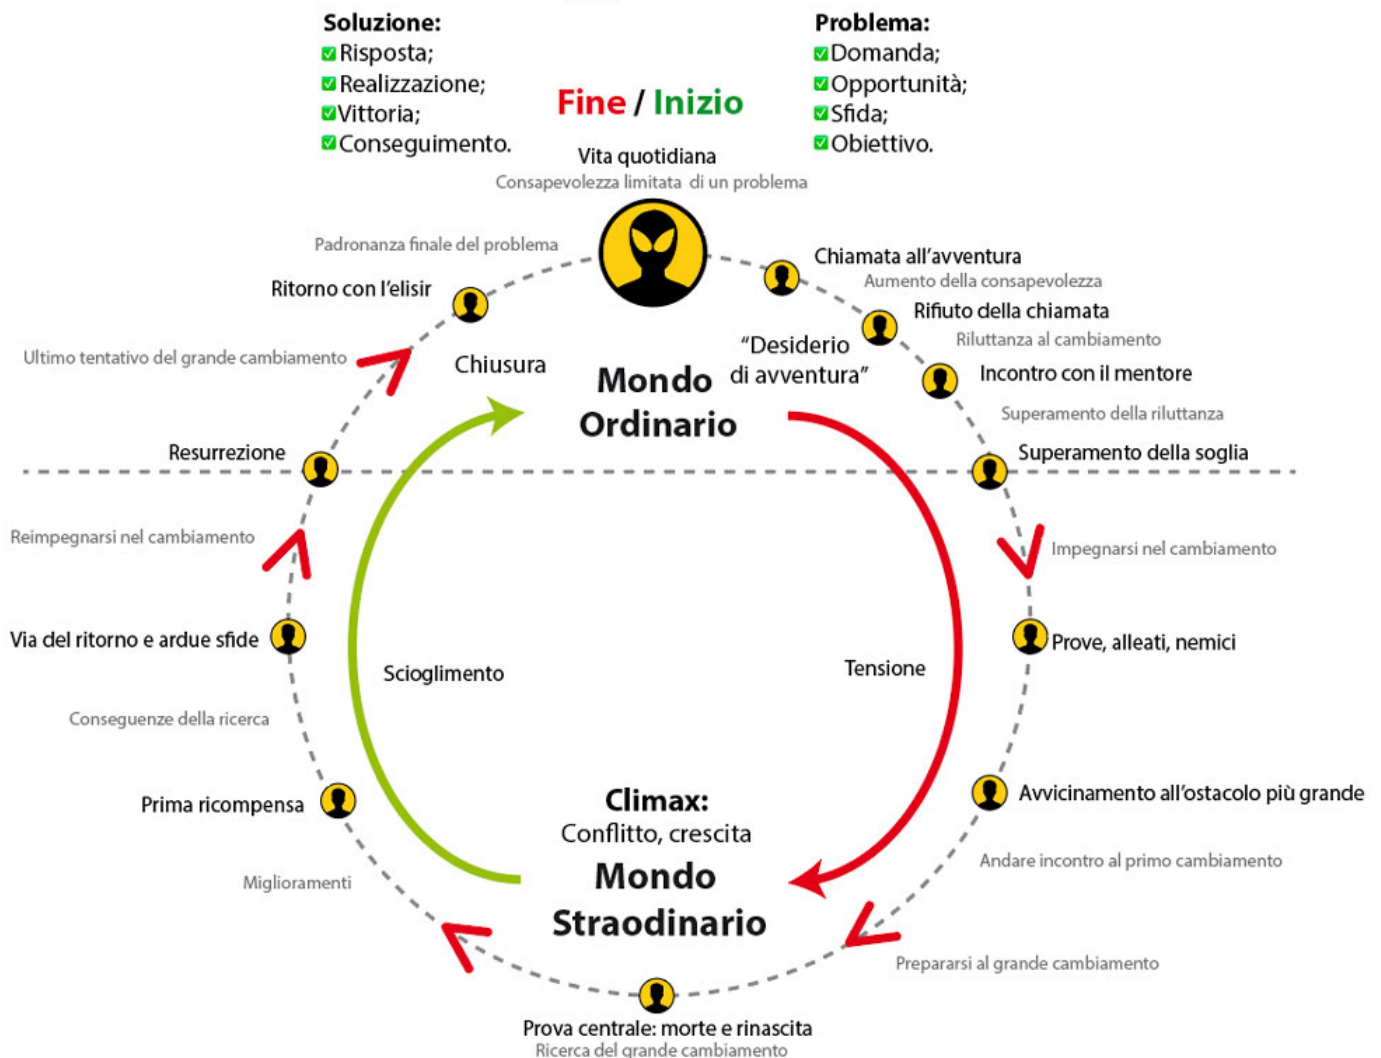 Soluzione:
✅Risposta;
✅Realizzazione;
✅Vittoria;
✅Conseguimento.
Problema:
✅Domanda;
✅Opportunità;
✅Sfida;
✅Obiettivo.
Fine / Inizio
Vita quotidiana
Consapevolezza limitata di un problema
Chiamata all’avventura
Aumento della consapevolezza
Rifiuto della chiamata
Riluttanza al cambiamento
Incontro con il mentore
Superamento della riluttanza
Superamento della soglia
Impegnarsi nel cambiamento
Prove, alleati, nemici
Avvicinamento all’ostacolo più grande
Andare incontro al primo cambiamento
Prepararsi al grande cambiamento
Prova centrale: morte e rinascita
Ricerca del grande cambiamento
Miglioramenti
Prima ricompensa
Conseguenze della ricerca
Via del ritorno e ardue sfide
Reimpegnarsi nel cambiamento
Resurrezione
Ultimo tentativo del grande cambiamento
Ritorno con l’elisir
Padronanza finale del problema
Chiusura
Mondo
Ordinario
“Desiderio
di avventura”
Scioglimento
Tensione
Climax:
Conflitto, crescita
Mondo
Straodinario